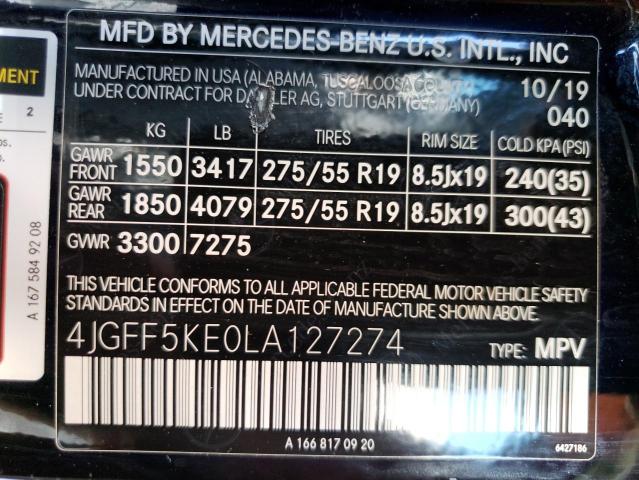 MFD BY MERCEDES-BENZ U.S. INTL., INC
MANUFACTURED IN USA (ALABAMA, TUSCALOOSA COUNTY) 10/19
UNDER CONTRACT FOR DAIMLER AG, STUTTGART (GERMANY) 040
KG LB TIRES RIM SIZE COLD KPA(PSI)
GAWR FRONT 1550 3417 275/55 R19 8.5Jx19 240(35)
GAWR REAR 1850 4079 275/55 R19 8.5Jx19 300(43)
GVWR 3300 7275
THIS VEHICLE CONFORMS TO ALL APPLICABLE FEDERAL MOTOR VEHICLE SAFETY
STANDARDS IN EFFECT ON THE DATE OF MANUFACTURE SHOWN ABOVE.
4JGFF5KE0LA127274 TYPE: MPV
A 166 817 09 20 6427186
MENT
2
A 167 584 92 08